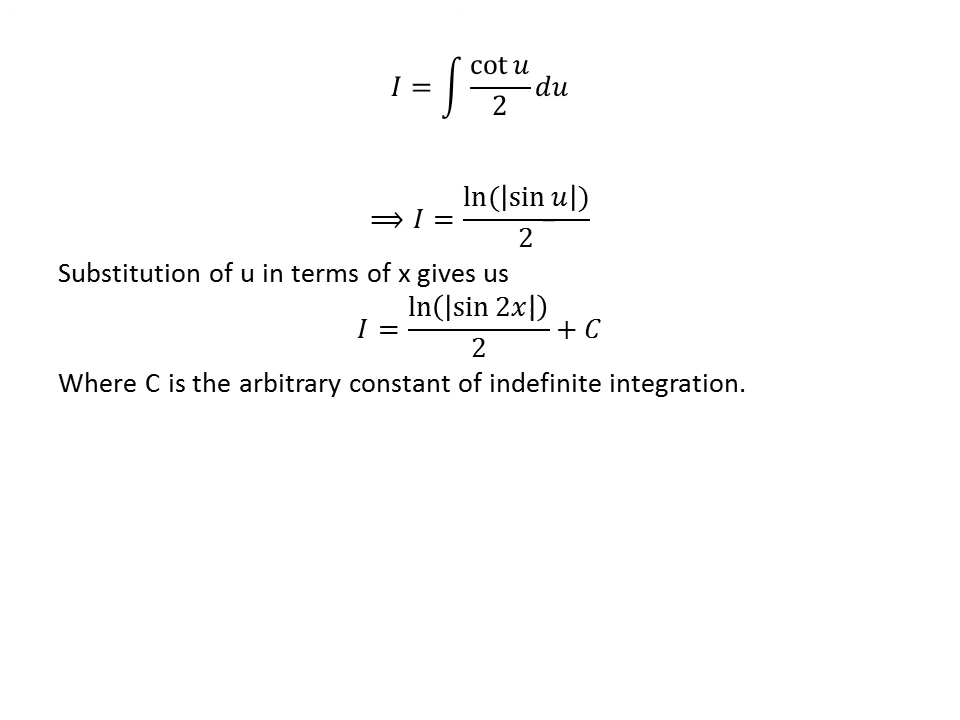 I = ∫ cot u / 2 du
⟹ I = ln(|sin u|) / 2
Substitution of u in terms of x gives us
I = ln(|sin 2x|) / 2 + C
Where C is the arbitrary constant of indefinite integration.